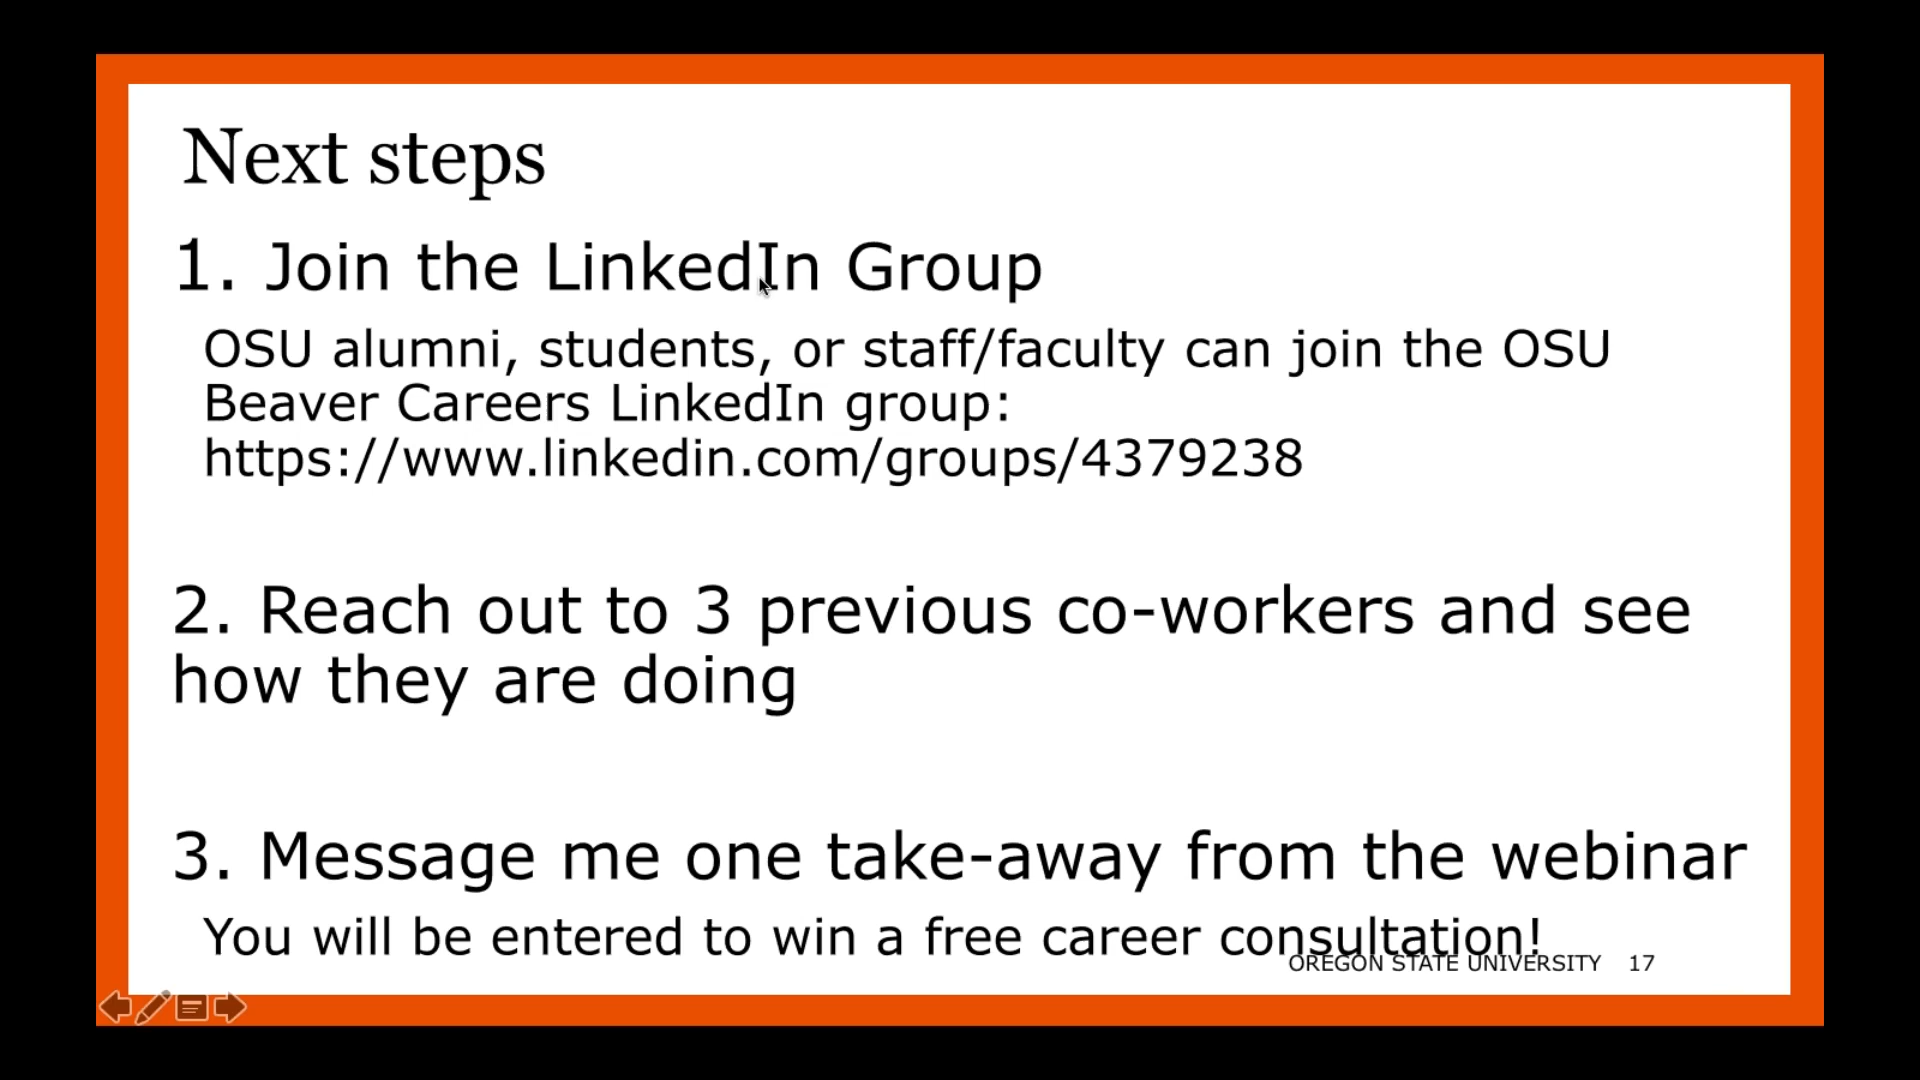 Next steps
1. Join the LinkedIn Group
OSU alumni, students, or staff/faculty can join the OSU
Beaver Careers LinkedIn group:
https://www.linkedin.com/groups/4379238
2. Reach out to 3 previous co-workers and see
how they are doing
3. Message me one take-away from the webinar
You will be entered to win a free career consultation!
OREGON STATE UNIVERSITY 17